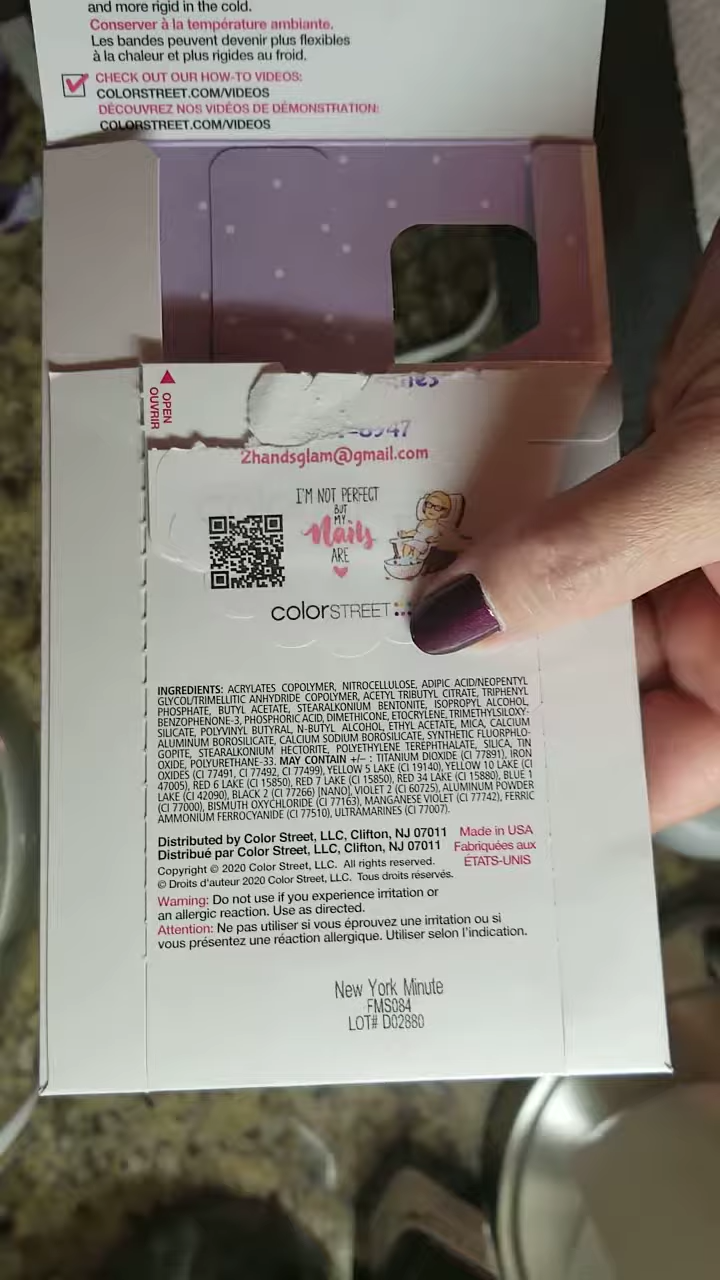 and more rigid in the cold.
Conserver à la température ambiante.
Les bandes peuvent devenir plus flexibles
à la chaleur et plus rigides au froid.
CHECK OUT OUR HOW-TO VIDEOS:
COLORSTREET.COM/VIDEOS
DÉCOUVREZ NOS VIDÉOS DE DÉMONSTRATION:
COLORSTREET.COM/VIDEOS
OPEN
OUVRIR
2handsglam@gmail.com
I'M NOT PERFECT
BUT
MY
Nails
ARE
colorSTREET
INGREDIENTS: ACRYLATES COPOLYMER, NITROCELLULOSE, ADIPIC ACID/NEOPENTYL
GLYCOL/TRIMELLITIC ANHYDRIDE COPOLYMER, ACETYL TRIBUTYL CITRATE, TRIPHENYL
PHOSPHATE, BUTYL ACETATE, STEARALKONIUM BENTONITE, ISOPROPYL ALCOHOL,
BENZOPHENONE-3, PHOSPHORIC ACID, DIMETHICONE, ETOCRYLENE, TRIMETHYLSILOXY-
SILICATE, POLYVINYL BUTYRAL, N-BUTYL ALCOHOL, ETHYL ACETATE, MICA, CALCIUM
ALUMINUM BOROSILICATE, CALCIUM SODIUM BOROSILICATE, SYNTHETIC FLUORPHLO-
GOPITE, STEARALKONIUM HECTORITE, POLYETHYLENE TEREPHTHALATE, SILICA, TIN
OXIDE, POLYURETHANE-33. MAY CONTAIN +/– : TITANIUM DIOXIDE (CI 77891), IRON
OXIDES (CI 77491, CI 77492, CI 77499), YELLOW 5 LAKE (CI 19140), YELLOW 10 LAKE (CI
47005), RED 6 LAKE (CI 15850), RED 7 LAKE (CI 15850), RED 34 LAKE (CI 15880), BLUE 1
LAKE (CI 42090), BLACK 2 (CI 77266) [NANO], VIOLET 2 (CI 60725), ALUMINUM POWDER
(CI 77000), BISMUTH OXYCHLORIDE (CI 77163), MANGANESE VIOLET (CI 77742), FERRIC
AMMONIUM FERROCYANIDE (CI 77510), ULTRAMARINES (CI 77007).
Distributed by Color Street, LLC, Clifton, NJ 07011
Distribué par Color Street, LLC, Clifton, NJ 07011
Made in USA
Fabriquées aux
ÉTATS-UNIS
Copyright © 2020 Color Street, LLC. All rights reserved.
© Droits d'auteur 2020 Color Street, LLC. Tous droits réservés.
Warning: Do not use if you experience irritation or
an allergic reaction. Use as directed.
Attention: Ne pas utiliser si vous éprouvez une irritation ou si
vous présentez une réaction allergique. Utiliser selon l'indication.
New York Minute
FMS084
LOT# D02880